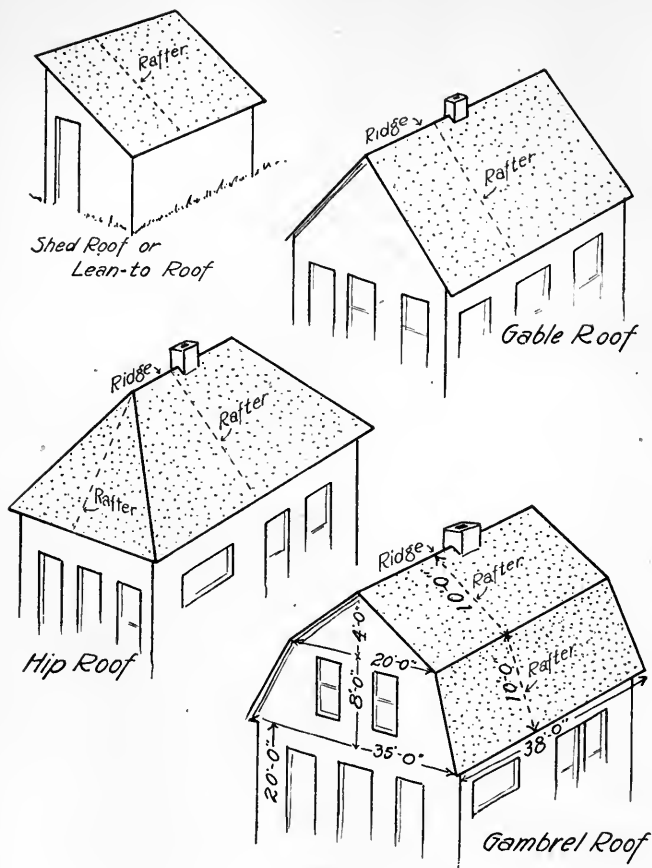 Rafter
Shed Roof or
Lean-to Roof
Ridge
Rafter
Gable Roof
Ridge
Rafter
Rafter
Hip Roof
Ridge
Rafter
10'-0"
4'-0"
20'-0"
8'-0"
Rafter
10'-0"
35'-0"
38'-0"
20'-0"
Gambrel Roof